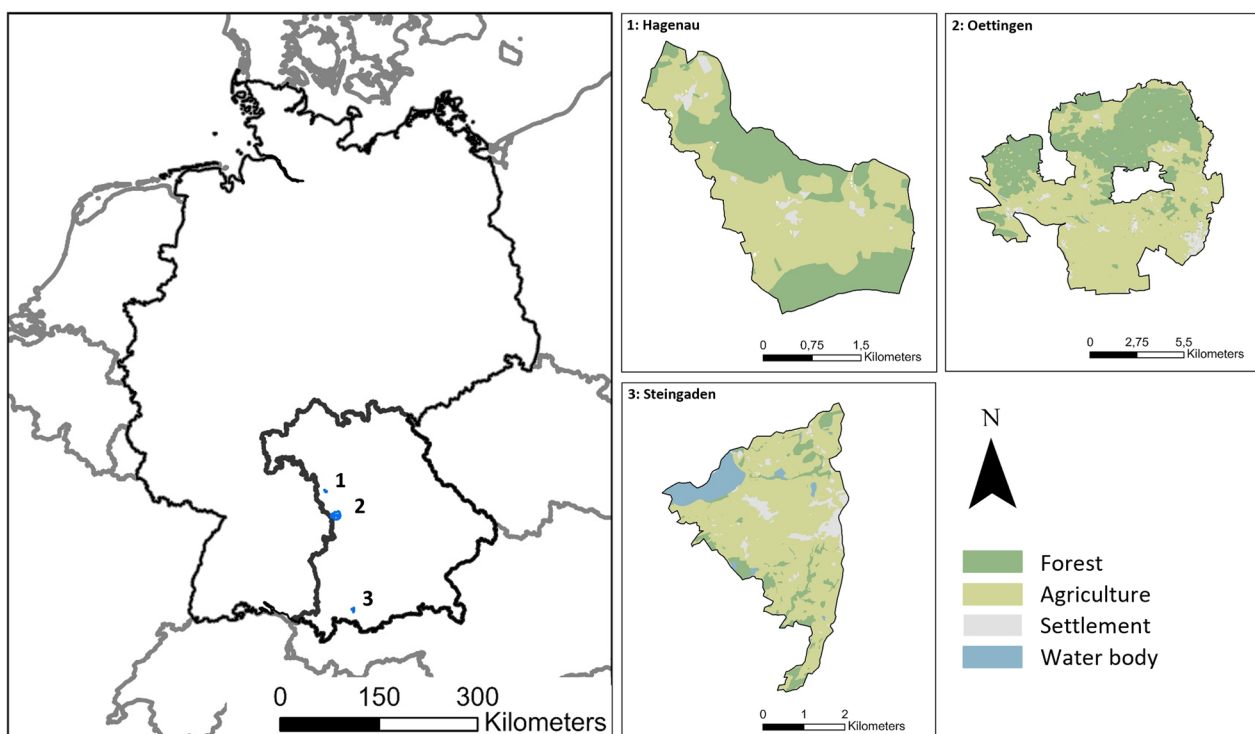 1
2
3
0 150 300
Kilometers
1: Hagenau
0 0,75 1,5
Kilometers
2: Oettingen
0 2,75 5,5
Kilometers
3: Steingaden
0 1 2
Kilometers
N
Forest
Agriculture
Settlement
Water body